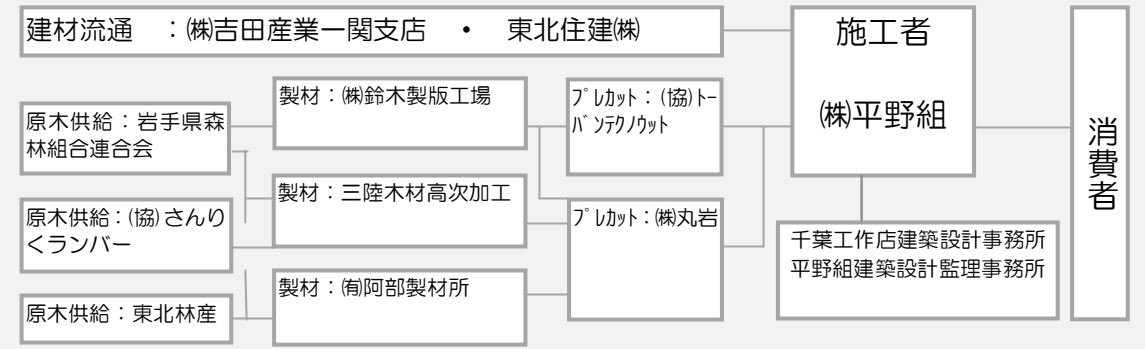 建材流通　：㈱吉田産業一関支店　・　東北住建㈱
施工者
㈱平野組
消費者
原木供給：岩手県森
林組合連合会
原木供給：(協)さんり
くランバー
原木供給：東北林産
製材：㈱鈴木製版工場
製材：三陸木材高次加工
製材：㈲阿部製材所
ﾌﾟﾚｶｯﾄ：(協)ﾄｰ
ﾊﾞﾝﾃｸﾉｳｯﾄ
ﾌﾟﾚｶｯﾄ：㈱丸岩
千葉工作店建築設計事務所
平野組建築設計監理事務所